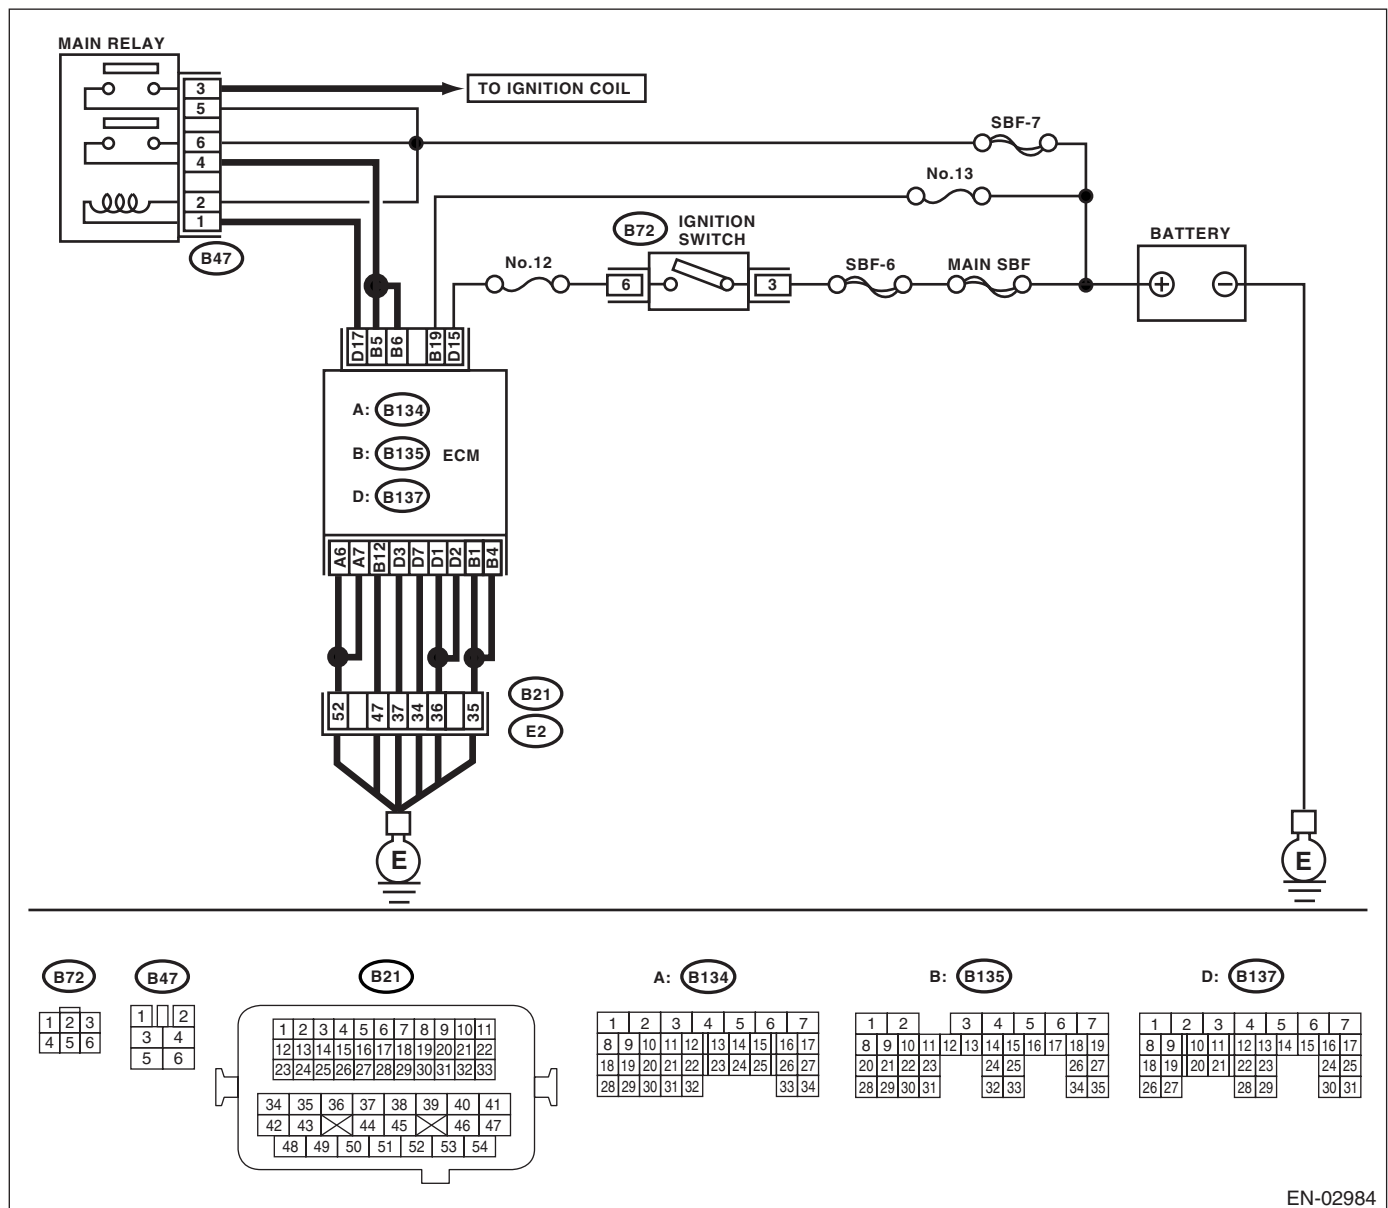 MAIN RELAY
3
5
6
4
2
1
B47
TO IGNITION COIL
SBF-7
No.13
B72
IGNITION
SWITCH
BATTERY
No.12
6
3
SBF-6
MAIN SBF
+
−
D17
B5
B6
B19
D15
A: B134
B: B135 ECM
D: B137
A6
A7
B12
D3
D7
D1
D2
B1
B4
52
47
37
34
36
35
B21
E2
E
E
B72
1 2 3
4 5 6
B47
1 2
3 4
5 6
B21
1 2 3 4 5 6 7 8 9 10 11
12 13 14 15 16 17 18 19 20 21 22
23 24 25 26 27 28 29 30 31 32 33
34 35 36 37 38 39 40 41
42 43 44 45 46 47
48 49 50 51 52 53 54
A: B134
1 2 3 4 5 6 7
8 9 10 11 12 13 14 15 16 17
18 19 20 21 22 23 24 25 26 27
28 29 30 31 32 33 34
B: B135
1 2 3 4 5 6 7
8 9 10 11 12 13 14 15 16 17 18 19
20 21 22 23 24 25 26 27
28 29 30 31 32 33 34 35
D: B137
1 2 3 4 5 6 7
8 9 10 11 12 13 14 15 16 17
18 19 20 21 22 23 24 25
26 27 28 29 30 31
EN-02984